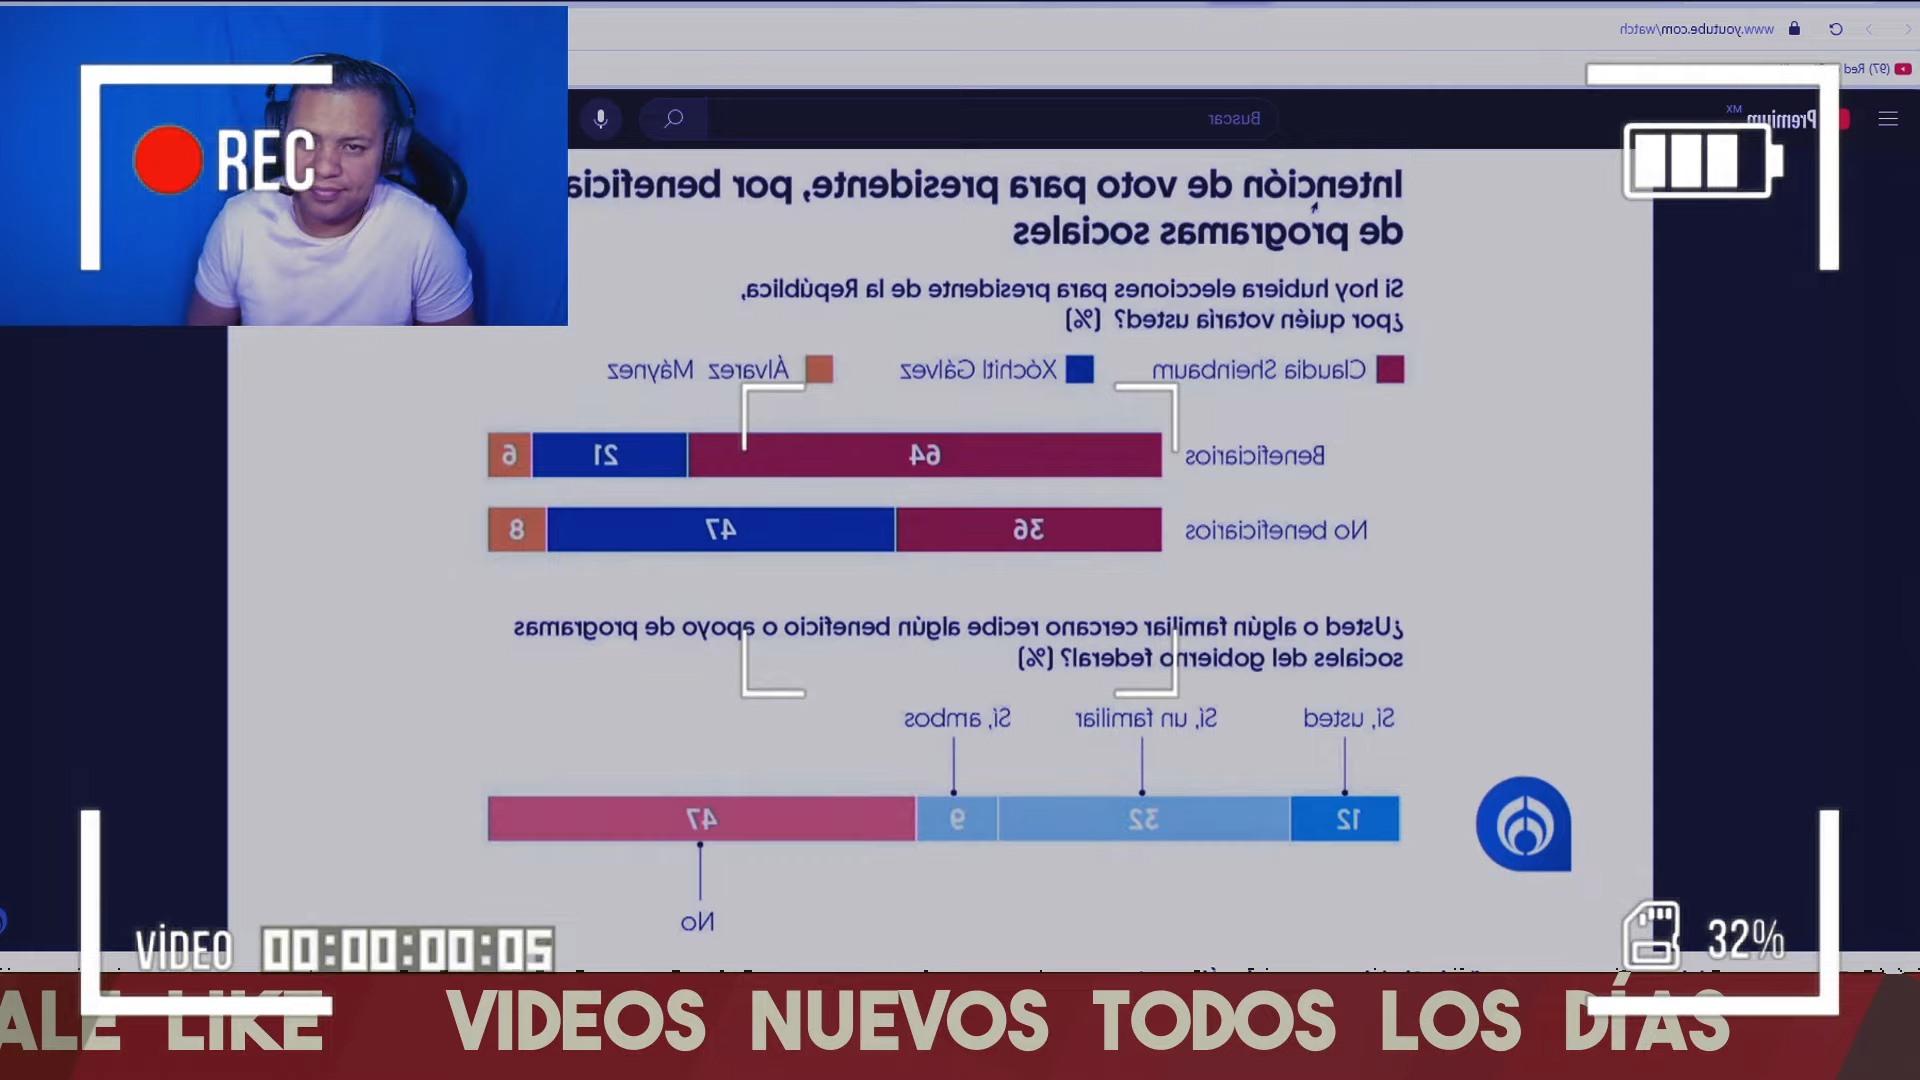 www.youtube.com/watch
(97) Red
REC
Premium MX
Buscar
Intención de voto para presidente, por beneficia
de programas sociales
Si hoy hubiera elecciones para presidente de la República,
¿por quién votaría usted? (%)
Claudia Sheinbaum Xóchitl Gálvez Álvarez Máynez
Beneficiarios 64 21 6
No beneficiarios 36 47 8
¿Usted o algún familiar cercano recibe algún beneficio o apoyo de programas
sociales del gobierno federal? (%)
Sí, usted Sí, un familiar Sí, ambos
12 32 9 47
No
VİDEO 00:00:00:05
32%
ALE LIKE VIDEOS NUEVOS TODOS LOS DÍAS